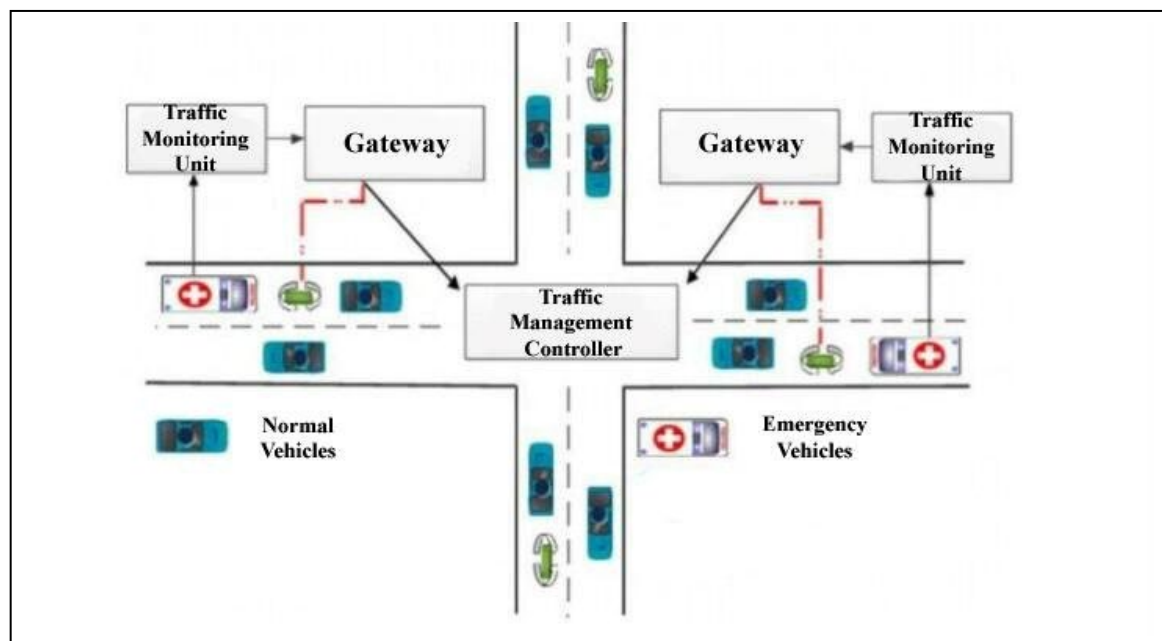 Traffic
Monitoring
Unit
Gateway
Gateway
Traffic
Monitoring
Unit
Traffic
Management
Controller
Normal
Vehicles
Emergency
Vehicles